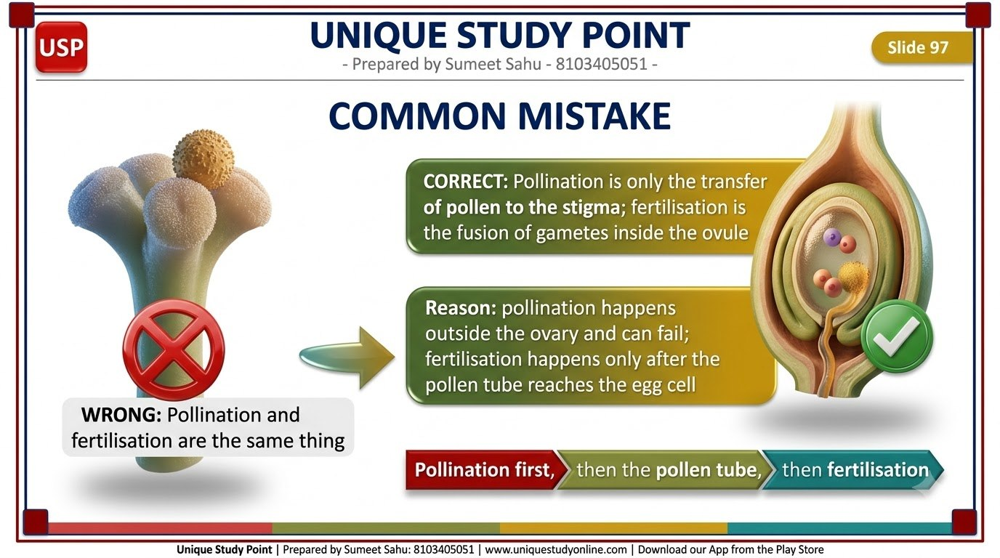 USP
UNIQUE STUDY POINT
- Prepared by Sumeet Sahu - 8103405051 -
Slide 97
COMMON MISTAKE
WRONG: Pollination and
fertilisation are the same thing
CORRECT: Pollination is only the transfer
of pollen to the stigma; fertilisation is
the fusion of gametes inside the ovule
Reason: pollination happens
outside the ovary and can fail;
fertilisation happens only after the
pollen tube reaches the egg cell
Pollination first, then the pollen tube, then fertilisation
Unique Study Point | Prepared by Sumeet Sahu: 8103405051 | www.uniquestudyonline.com | Download our App from the Play Store